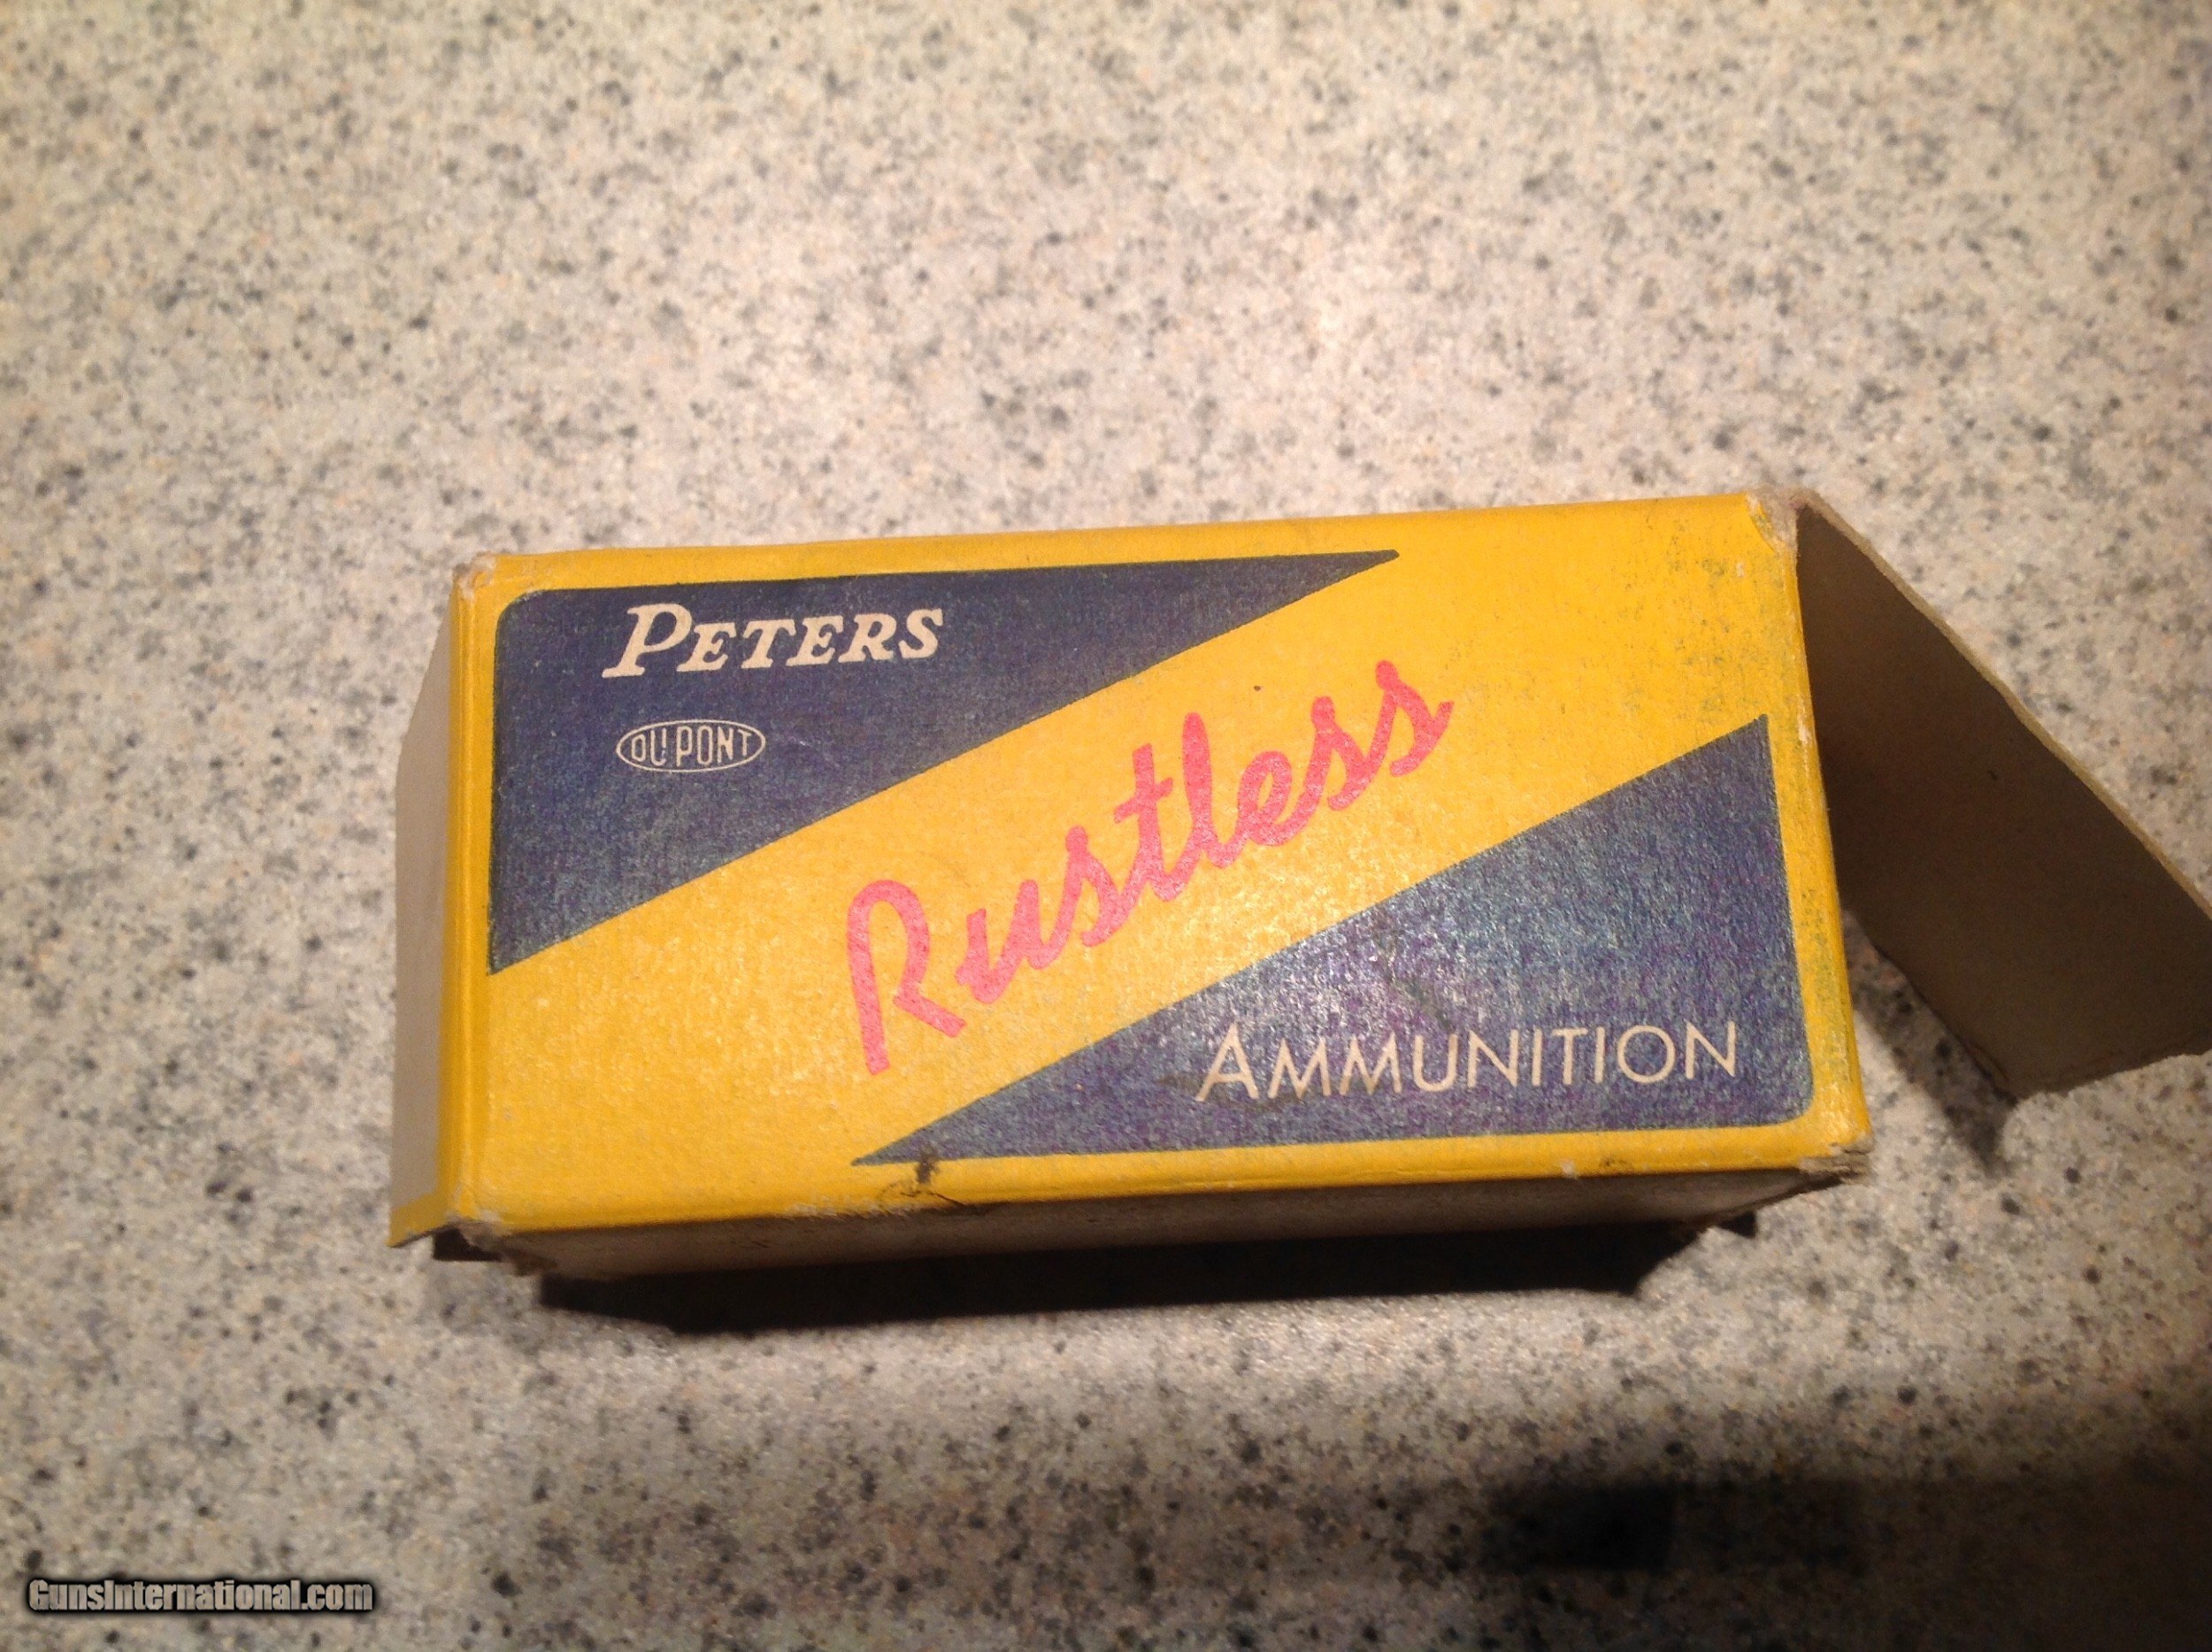 PETERS
DU PONT
Rustless
AMMUNITION
GunsInternational.com